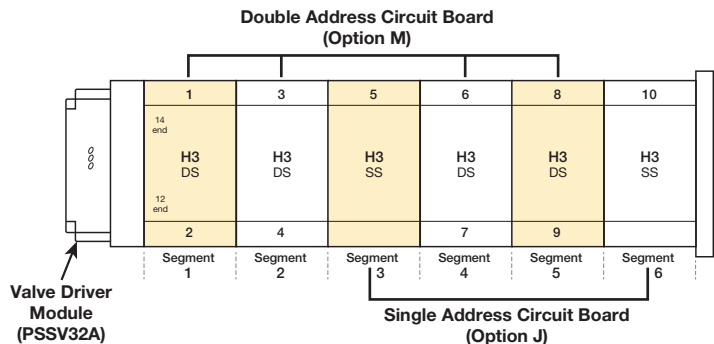 Double Address Circuit Board
(Option M)
1 3 5 6 8 10
14
end
H3 H3 H3 H3 H3 H3
DS DS SS DS DS SS
12
end
2 4 7 9
Segment Segment Segment Segment Segment Segment
1 2 3 4 5 6
Valve Driver
Module
(PSSV32A)
Single Address Circuit Board
(Option J)